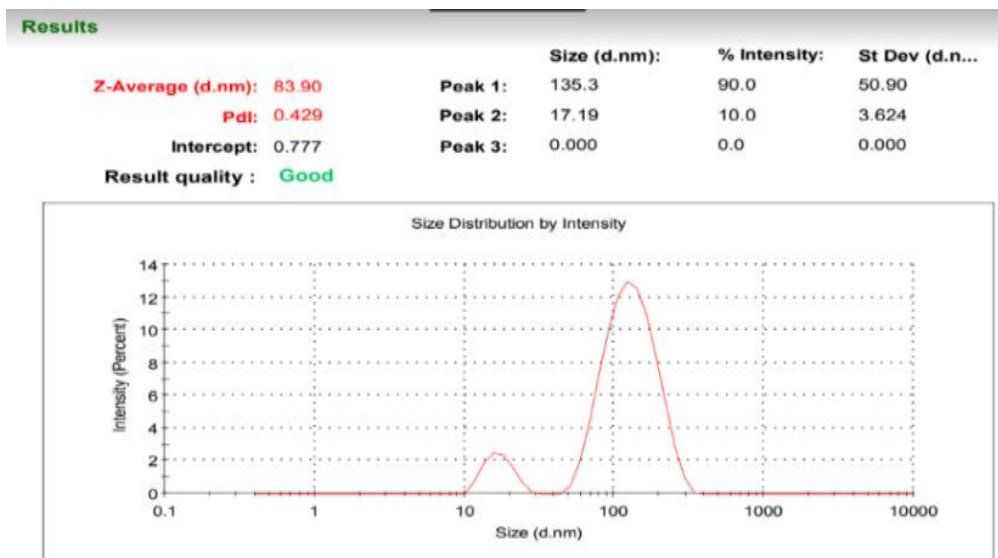 Results
Size (d.nm): % Intensity: St Dev (d.n...
Z-Average (d.nm): 83.90 Peak 1: 135.3 90.0 50.90
PdI: 0.429 Peak 2: 17.19 10.0 3.624
Intercept: 0.777 Peak 3: 0.000 0.0 0.000
Result quality : Good
Size Distribution by Intensity
14
12
10
8
6
4
2
0
Intensity (Percent)
0.1 1 10 100 1000 10000
Size (d.nm)